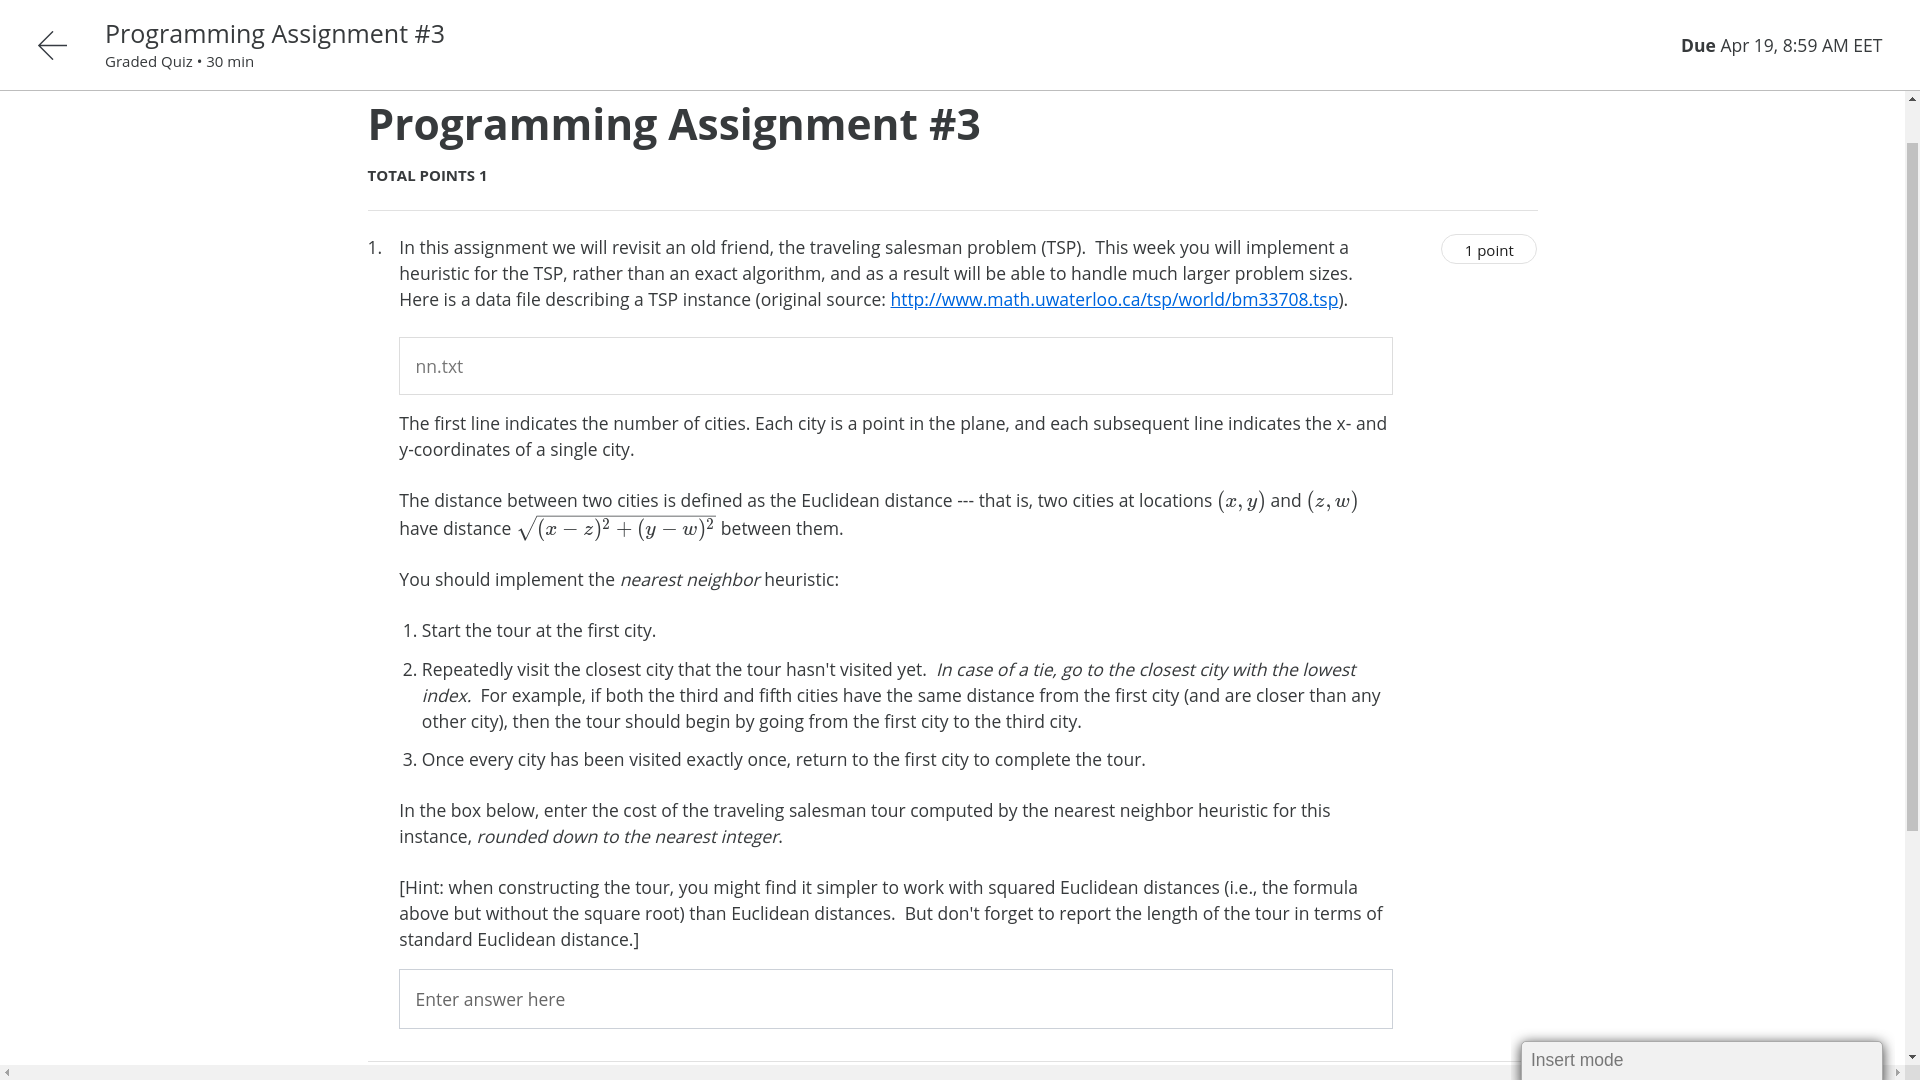 Programming Assignment #3
Graded Quiz • 30 min
Due Apr 19, 8:59 AM EET
Programming Assignment #3
TOTAL POINTS 1
1. In this assignment we will revisit an old friend, the traveling salesman problem (TSP).  This week you will implement a
1 point
heuristic for the TSP, rather than an exact algorithm, and as a result will be able to handle much larger problem sizes.
Here is a data file describing a TSP instance (original source: http://www.math.uwaterloo.ca/tsp/world/bm33708.tsp).
nn.txt
The first line indicates the number of cities. Each city is a point in the plane, and each subsequent line indicates the x- and
y-coordinates of a single city.
The distance between two cities is defined as the Euclidean distance --- that is, two cities at locations (x, y) and (z, w)
have distance √(x − z)² + (y − w)² between them.
You should implement the nearest neighbor heuristic:
1. Start the tour at the first city.
2. Repeatedly visit the closest city that the tour hasn't visited yet.  In case of a tie, go to the closest city with the lowest
index.  For example, if both the third and fifth cities have the same distance from the first city (and are closer than any
other city), then the tour should begin by going from the first city to the third city.
3. Once every city has been visited exactly once, return to the first city to complete the tour.
In the box below, enter the cost of the traveling salesman tour computed by the nearest neighbor heuristic for this
instance, rounded down to the nearest integer.
[Hint: when constructing the tour, you might find it simpler to work with squared Euclidean distances (i.e., the formula
above but without the square root) than Euclidean distances.  But don't forget to report the length of the tour in terms of
standard Euclidean distance.]
Enter answer here
Insert mode